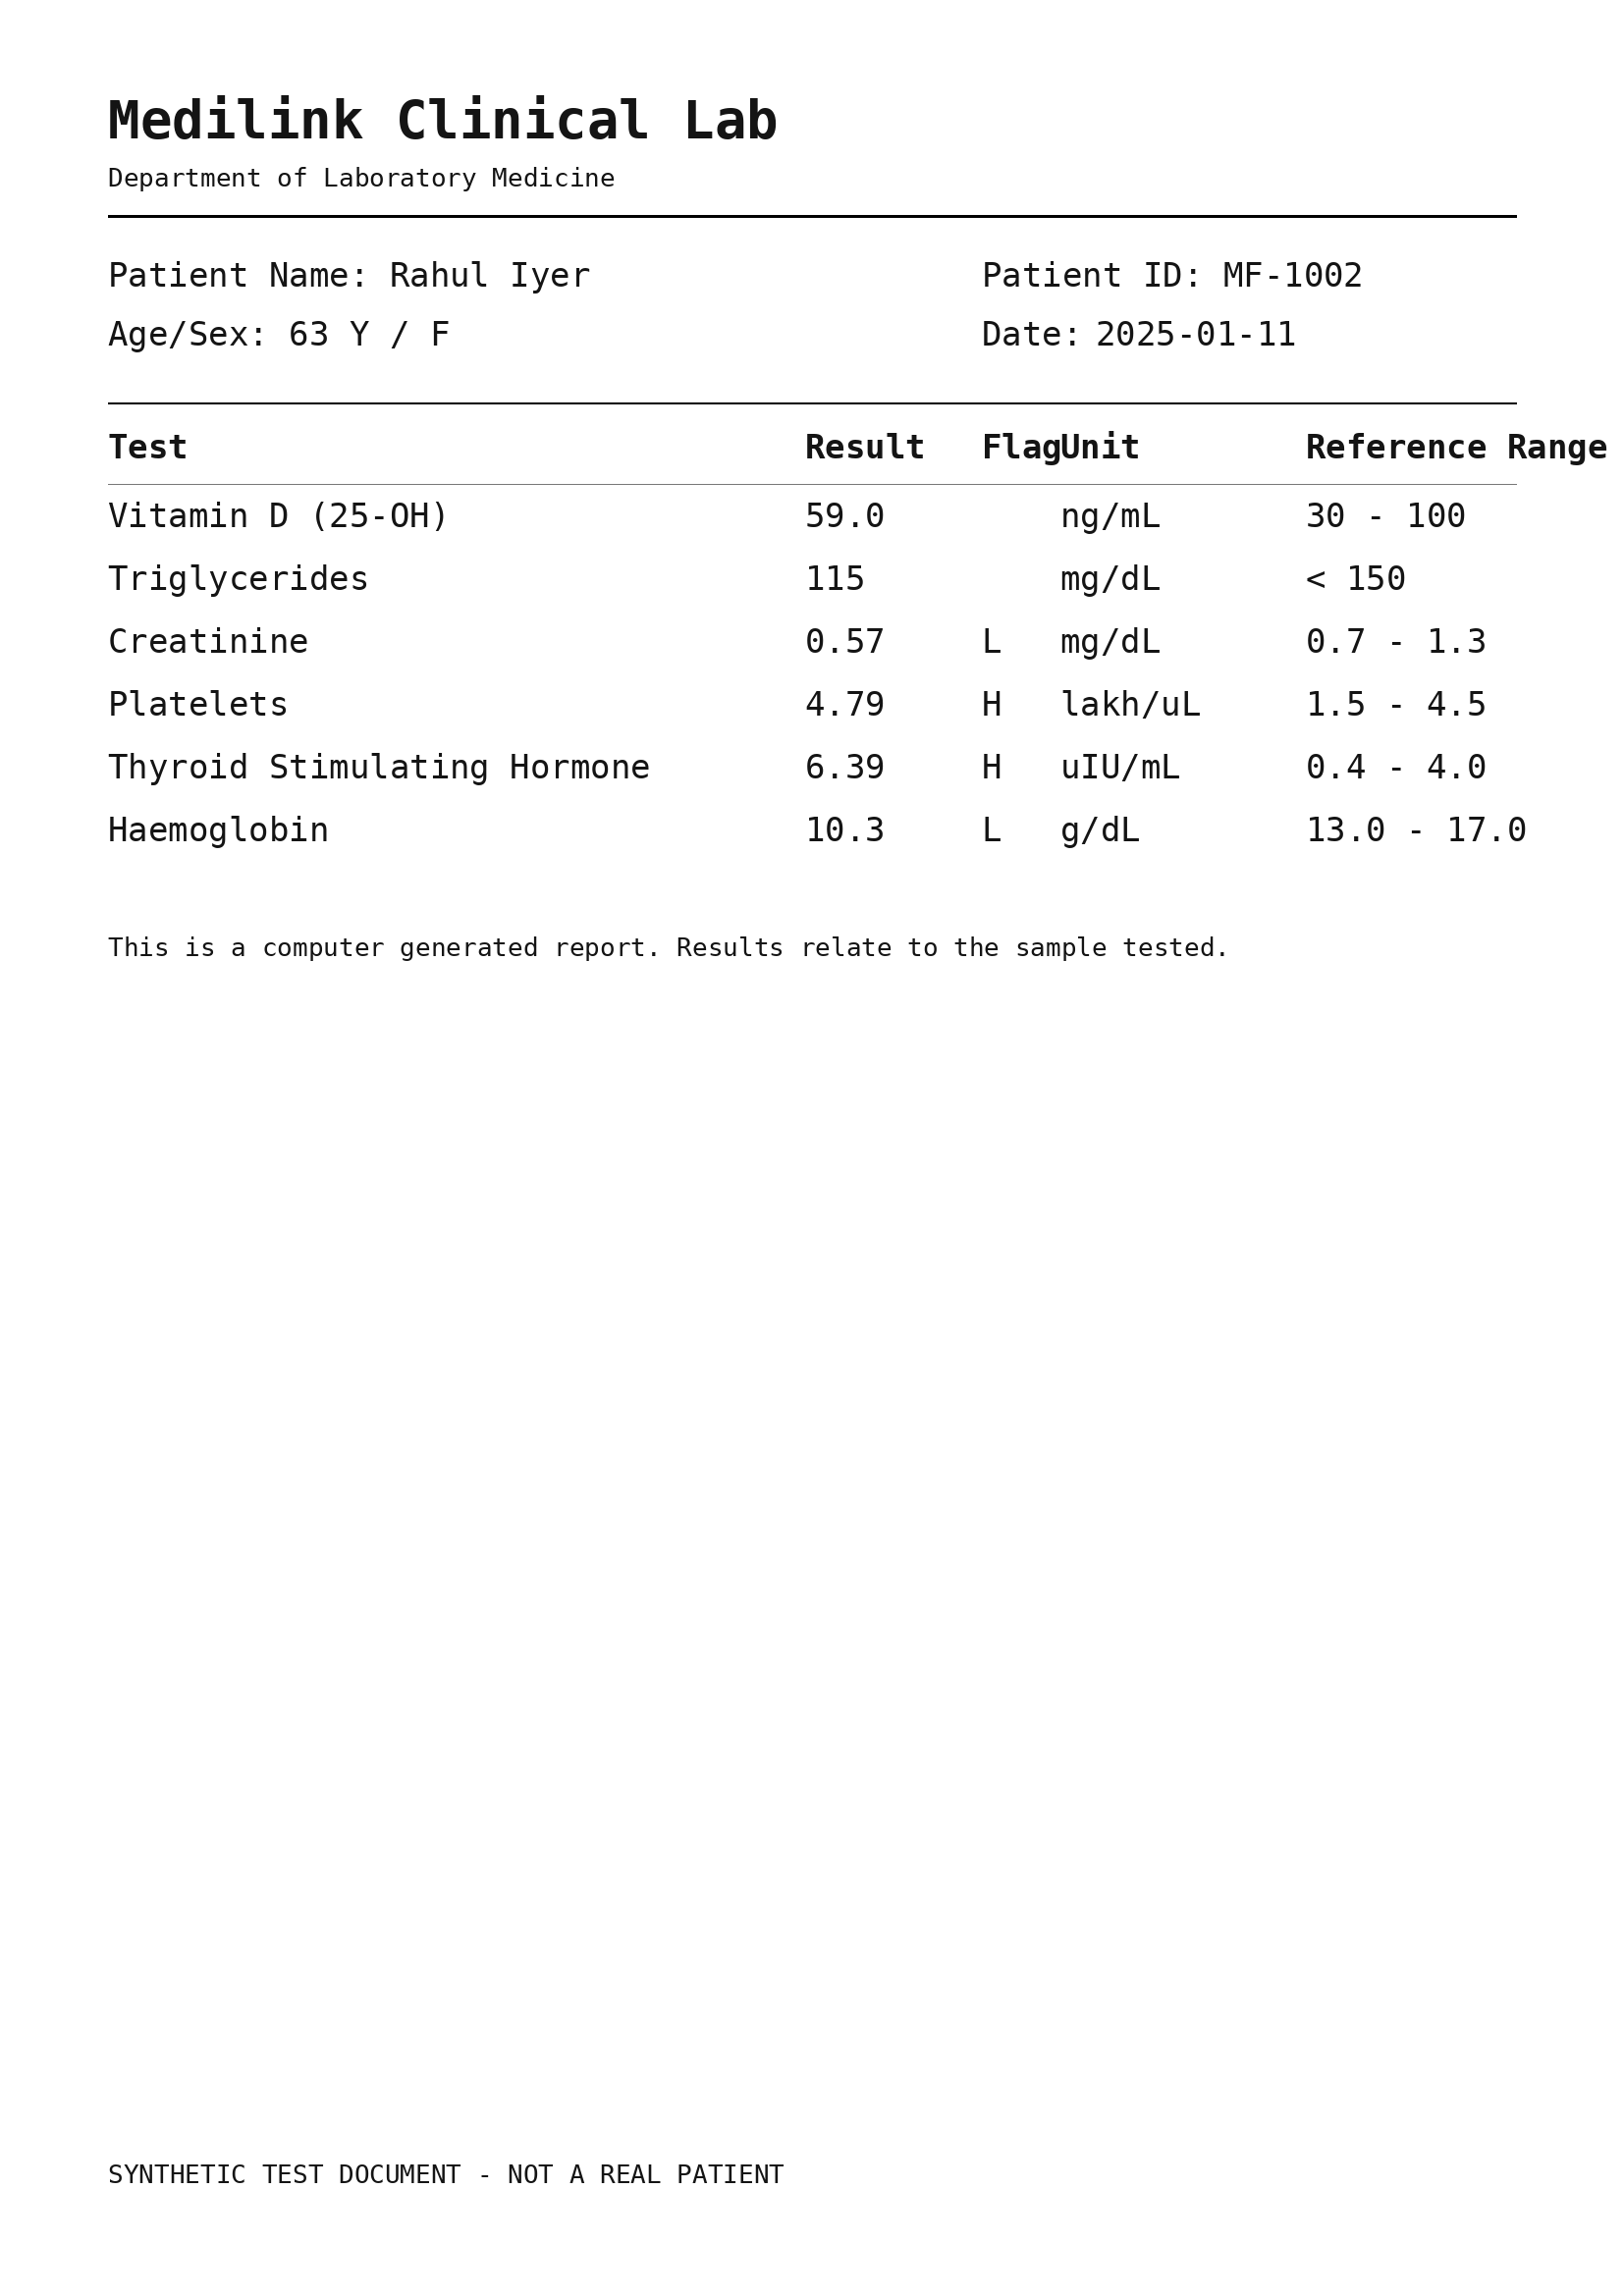 Medilink Clinical Lab
Department of Laboratory Medicine
Patient Name: Rahul Iyer Patient ID: MF-1002
Age/Sex: 63 Y / F Date: 2025-01-11
Test Result Flag Unit Reference Range
Vitamin D (25-OH) 59.0 ng/mL 30 - 100
Triglycerides 115 mg/dL < 150
Creatinine 0.57 L mg/dL 0.7 - 1.3
Platelets 4.79 H lakh/uL 1.5 - 4.5
Thyroid Stimulating Hormone 6.39 H uIU/mL 0.4 - 4.0
Haemoglobin 10.3 L g/dL 13.0 - 17.0
This is a computer generated report. Results relate to the sample tested.
SYNTHETIC TEST DOCUMENT - NOT A REAL PATIENT